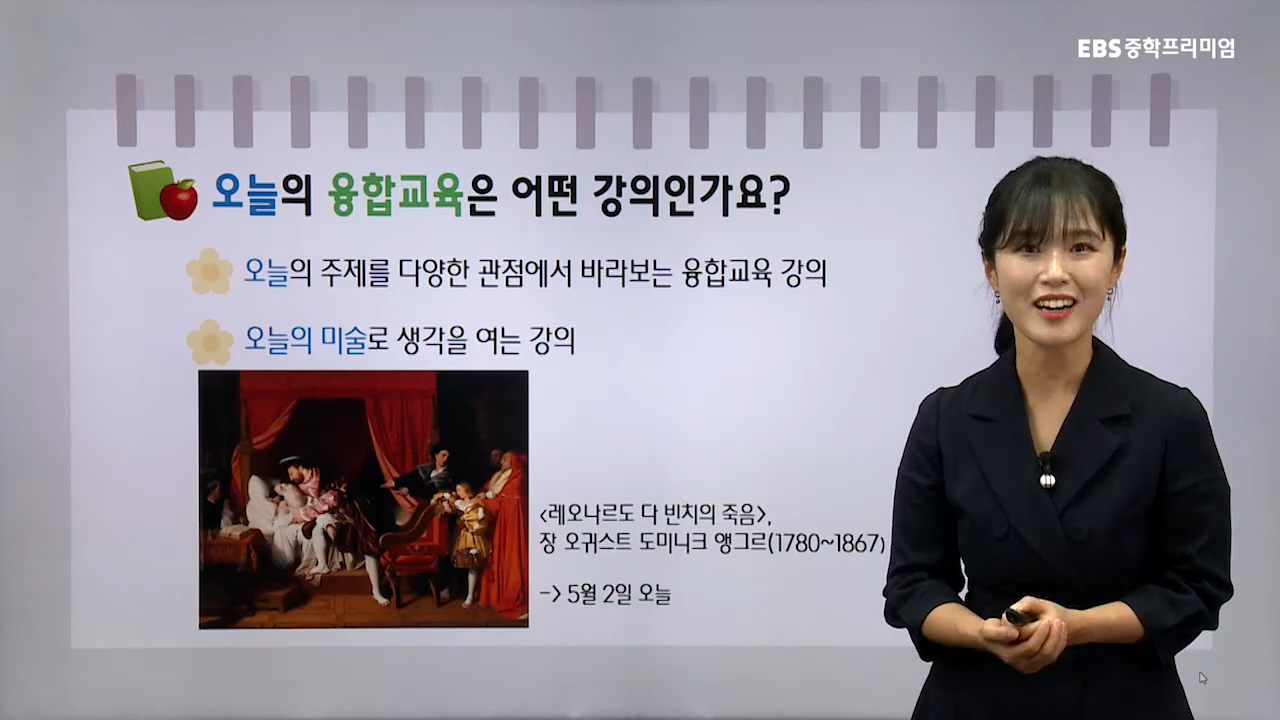 EBS 중학프리미엄
오늘의 융합교육은 어떤 강의인가요?
오늘의 주제를 다양한 관점에서 바라보는 융합교육 강의
오늘의 미술로 생각을 여는 강의
<레오나르도 다 빈치의 죽음>,
장 오귀스트 도미니크 앵그르(1780~1867)
-> 5월 2일 오늘